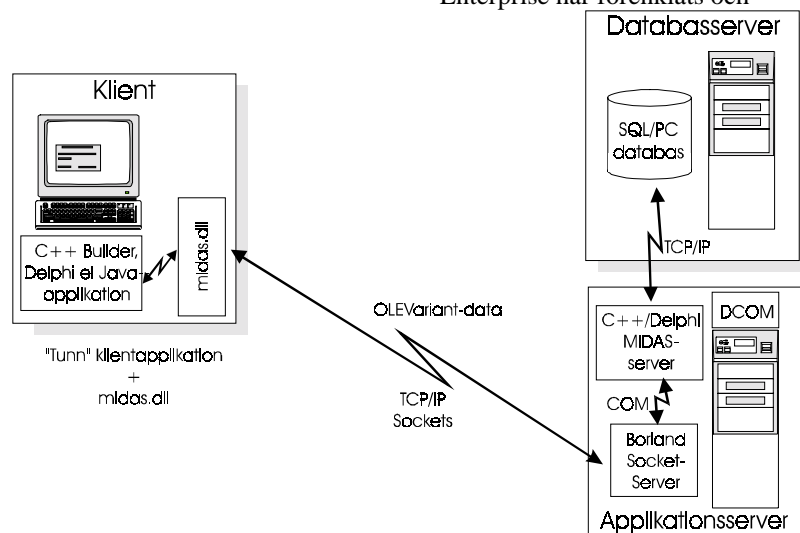 Enterprise har förenklats och
Databasserver
SQL/PC
databas
TCP/IP
Klient
C++ Builder,
Delphi el Java-
applikation
midas.dll
"Tunn" klientapplikation
+
midas.dll
OLEVariant-data
TCP/IP
Sockets
C++/Delphi
MIDAS-
server
DCOM
COM
Borland
Socket-
Server
Applikationsserver